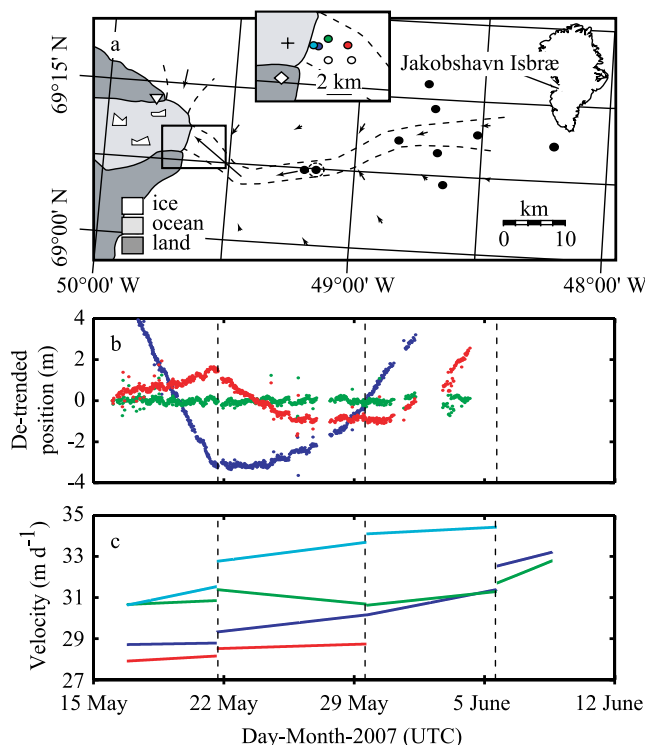 a
2 km
Jakobshavn Isbræ
69° 15' N
69° 00' N
ice
ocean
land
km
0 10
50° 00' W 49° 00' W 48° 00' W
b
De-trended
position (m)
4
2
0
-2
-4
c
Velocity (m d⁻¹)
35
33
31
29
27
15 May 22 May 29 May 5 June 12 June
Day-Month-2007 (UTC)